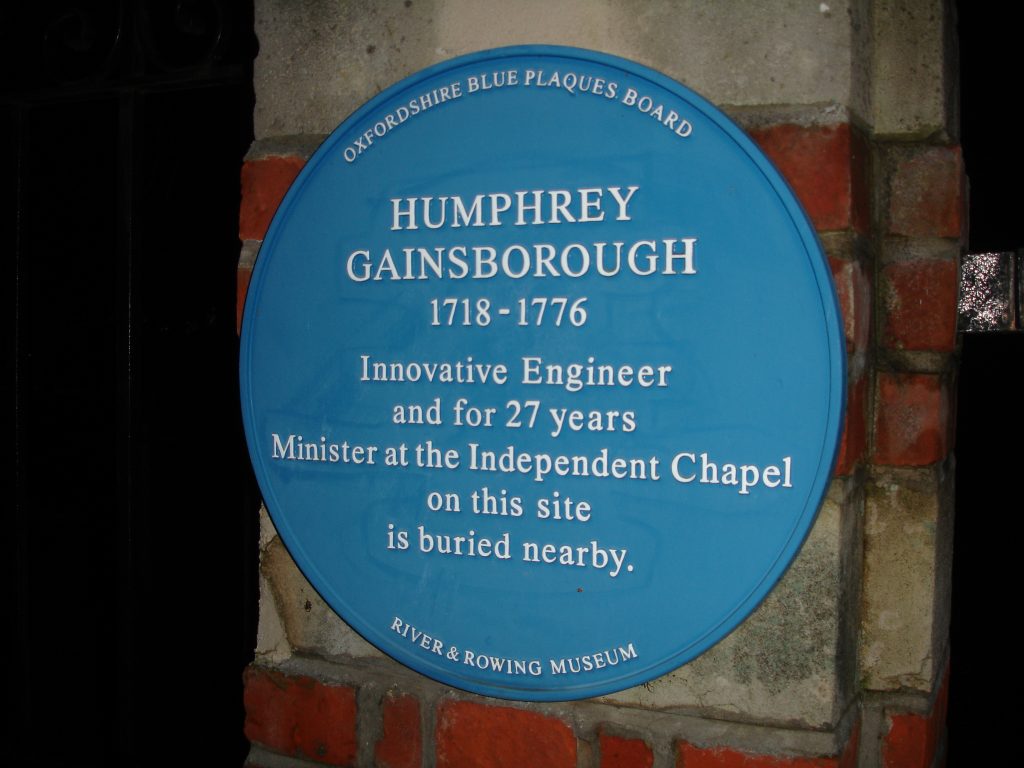 OXFORDSHIRE BLUE PLAQUES BOARD
HUMPHREY
GAINSBOROUGH
1718-1776
Innovative Engineer
and for 27 years
Minister at the Independent Chapel
on this site
is buried nearby.
RIVER & ROWING MUSEUM